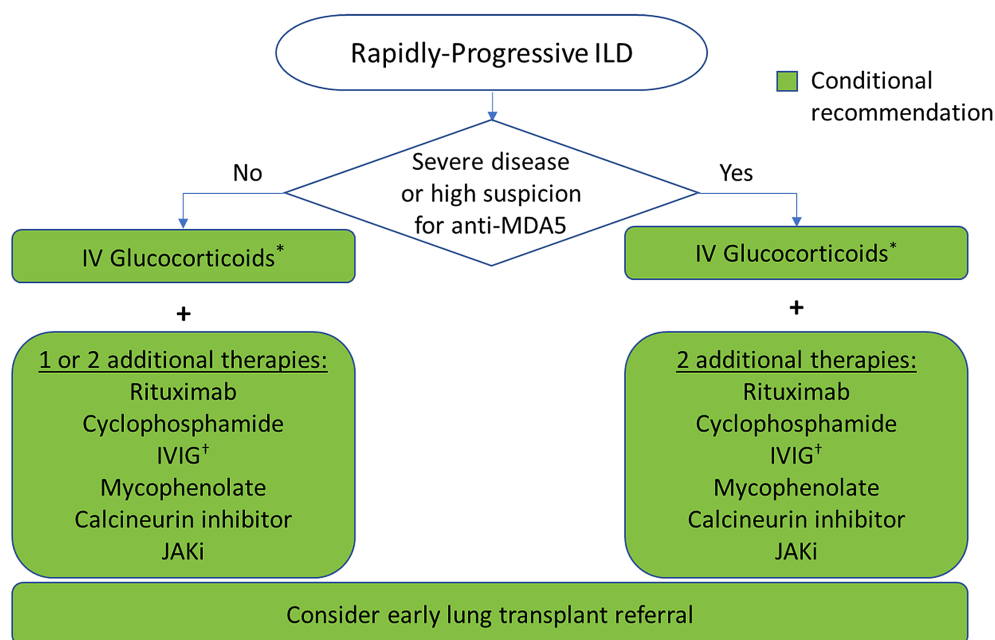 Rapidly-Progressive ILD
Conditional
recommendation
Severe disease
or high suspicion
for anti-MDA5
No
Yes
IV Glucocorticoids*
+
1 or 2 additional therapies:
Rituximab
Cyclophosphamide
IVIG†
Mycophenolate
Calcineurin inhibitor
JAKi
IV Glucocorticoids*
+
2 additional therapies:
Rituximab
Cyclophosphamide
IVIG†
Mycophenolate
Calcineurin inhibitor
JAKi
Consider early lung transplant referral